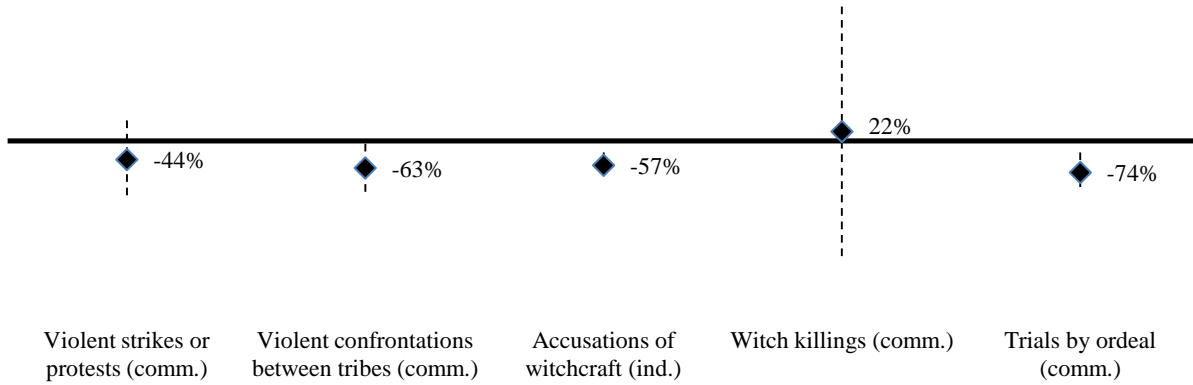 22%
-44%
-63%
-57%
-74%
Violent strikes or
protests (comm.)
Violent confrontations
between tribes (comm.)
Accusations of
witchcraft (ind.)
Witch killings (comm.)
Trials by ordeal
(comm.)